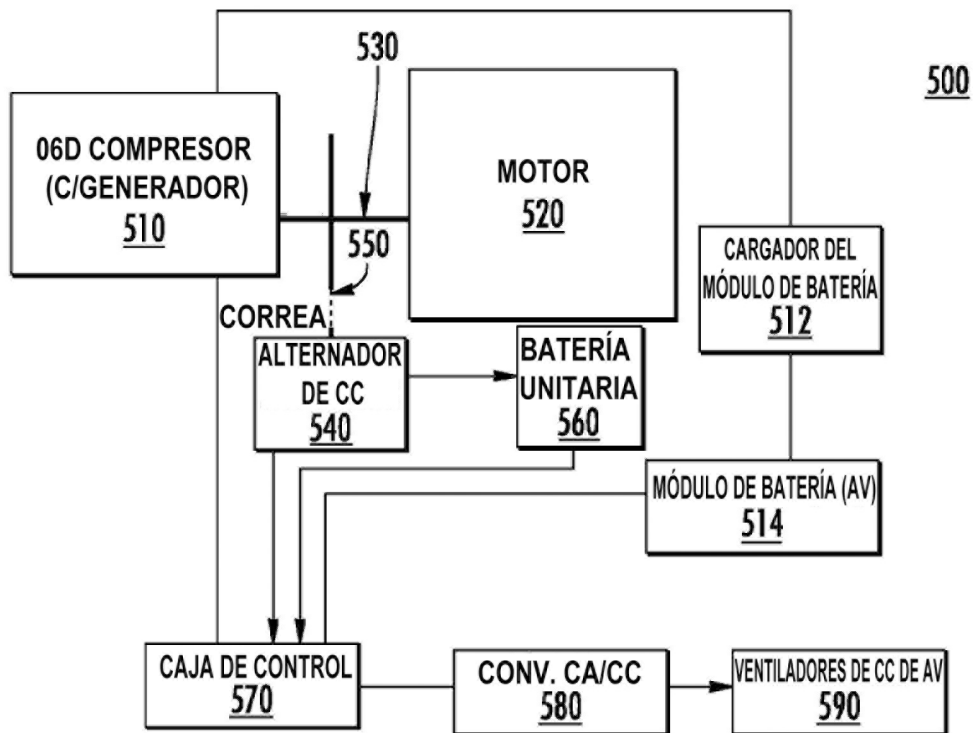 530
500
06D COMPRESOR
(C/GENERADOR)
510
MOTOR
520
550
CARGADOR DEL
MÓDULO DE BATERÍA
512
CORREA
ALTERNADOR
DE CC
540
BATERÍA
UNITARIA
560
MÓDULO DE BATERÍA (AV)
514
CAJA DE CONTROL
570
CONV. CA/CC
580
VENTILADORES DE CC DE AV
590